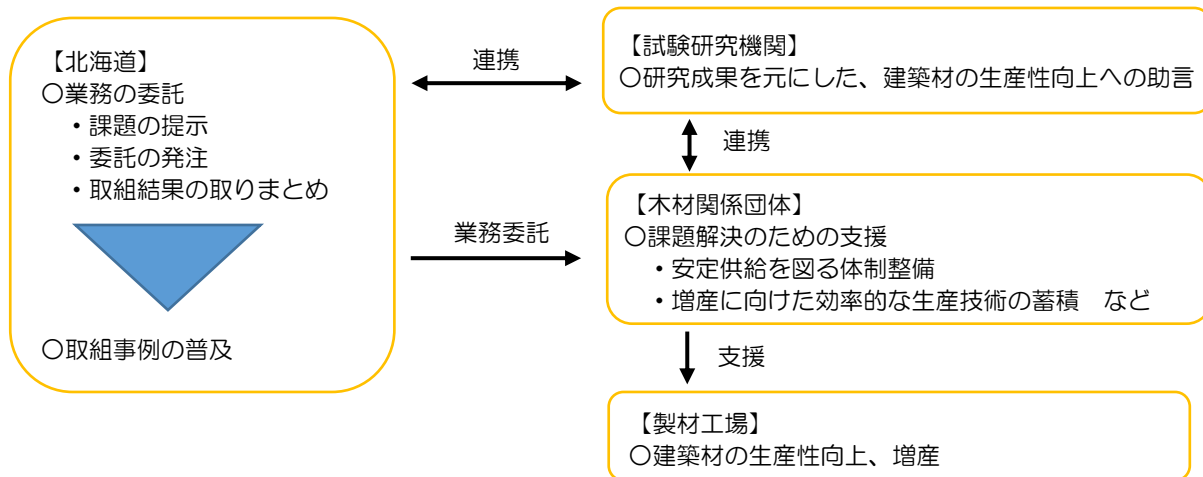 【北海道】
〇業務の委託
・課題の提示
・委託の発注
・取組結果の取りまとめ
〇取組事例の普及
連携
業務委託
【試験研究機関】
〇研究成果を元にした、建築材の生産性向上への助言
連携
【木材関係団体】
〇課題解決のための支援
・安定供給を図る体制整備
・増産に向けた効率的な生産技術の蓄積　など
支援
【製材工場】
〇建築材の生産性向上、増産